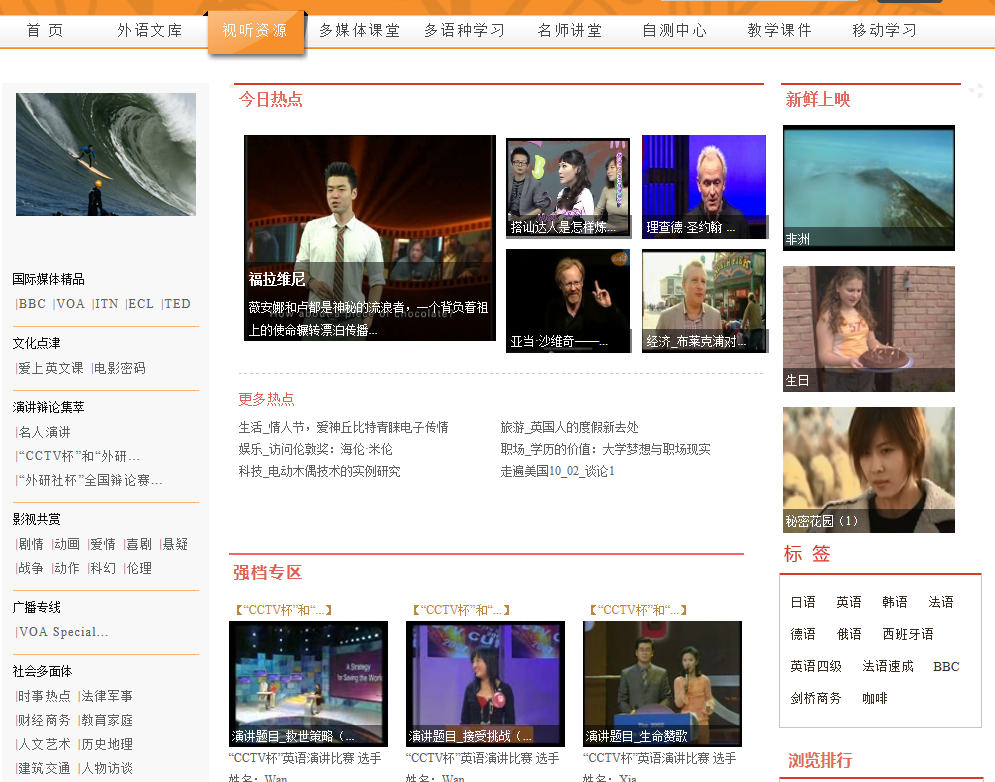 首 页 外语文库 视听资源 多媒体课堂 多语种学习 名师讲堂 自测中心 教学课件 移动学习
国际媒体精品
|BBC |VOA |ITN |ECL |TED
文化点津
|爱上英文课 |电影密码
演讲辩论集萃
|名人演讲
|“CCTV杯”和“外研...
|“外研社杯”全国辩论赛...
影视共赏
|剧情 |动画 |爱情 |喜剧 |悬疑
|战争 |动作 |科幻 |伦理
广播专线
|VOA Special...
社会多面体
|时事热点 |法律军事
|财经商务 |教育家庭
|人文艺术 |历史地理
|建筑交通 |人物访谈
今日热点
福拉维尼
薇安娜和卢都是神秘的流浪者，一个背负着祖
上的使命辗转漂泊传播...
搭讪达人是怎样炼...
理查德·圣约翰 ...
亚当·沙维奇——...
经济_布莱克浦对...
更多热点
生活_情人节，爱神丘比特青睐电子传情
旅游_英国人的度假新去处
娱乐_访问伦敦奖：海伦·米伦
职场_学历的价值：大学梦想与职场现实
科技_电动木偶技术的实例研究
走遍美国10_02_谈论1
强档专区
【“CCTV杯”和“...】
【“CCTV杯”和“...】
【“CCTV杯”和“...】
A Strategy
for Saving the World
演讲题目_救世策略（...
演讲题目_接受挑战（...
演讲题目_生命赞歌
“CCTV杯”英语演讲比赛 选手
“CCTV杯”英语演讲比赛 选手
“CCTV杯”英语演讲比赛 选手
姓名：Wan
姓名：Wan
姓名：Xia
新鲜上映
非洲
生日
秘密花园（1）
标 签
日语 英语 韩语 法语
德语 俄语 西班牙语
英语四级 法语速成 BBC
剑桥商务 咖啡
浏览排行